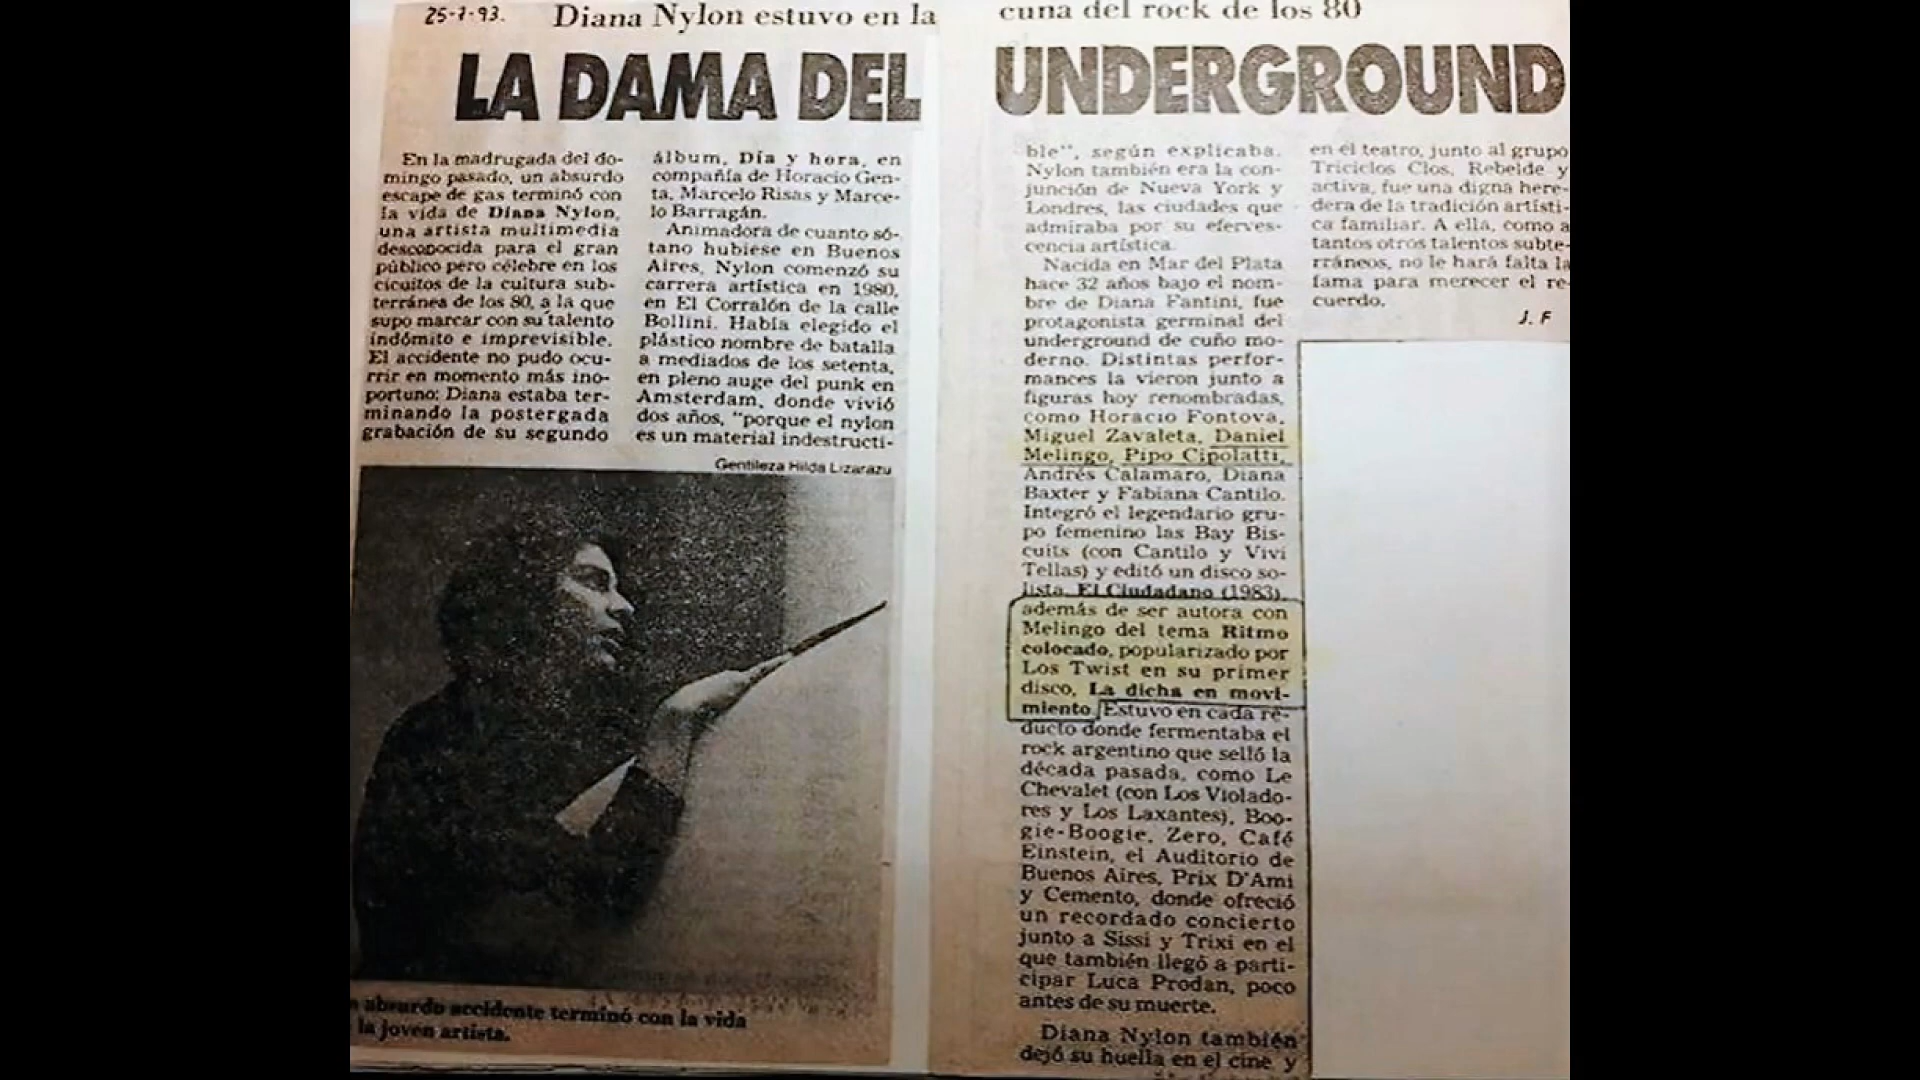 25-7-93.
Diana Nylon estuvo en la cuna del rock de los 80
LA DAMA DEL UNDERGROUND
En la madrugada del do-
mingo pasado, un absurdo
escape de gas terminó con
la vida de Diana Nylon,
una artista multimedia
desconocida para el gran
público pero célebre en los
cicuitos de la cultura sub-
terránea de los 80, a la que
supo marcar con su talento
indómito e imprevisible.
El accidente no pudo ocu-
rrir en momento más ino-
portuno: Diana estaba ter-
minando la postergada
grabación de su segundo
álbum, Día y hora, en
compañía de Horacio Gen-
ta, Marcelo Risas y Marce-
lo Barragán.
Animadora de cuanto só-
tano hubiese en Buenos
Aires, Nylon comenzó su
carrera artística en 1980,
en El Corralón de la calle
Bollini. Había elegido el
plástico nombre de batalla
a mediados de los setenta,
en pleno auge del punk en
Amsterdam, donde vivió
dos años, "porque el nylon
es un material indestructi-
Gentileza Hilda Lizarazu
absurdo accidente terminó con la vida
la joven artista.
ble", según explicaba.
Nylon también era la con-
junción de Nueva York y
Londres, las ciudades que
admiraba por su eferves-
cencia artística.
Nacida en Mar del Plata
hace 32 años bajo el nom-
bre de Diana Fantini, fue
protagonista germinal del
underground de cuño mo-
derno. Distintas perfor-
mances la vieron junto a
figuras hoy renombradas,
como Horacio Fontova,
Miguel Zavaleta, Daniel
Melingo, Pipo Cipolatti,
Andrés Calamaro, Diana
Baxter y Fabiana Cantilo.
Integró el legendario gru-
po femenino las Bay Bis-
cuits (con Cantilo y Vivi
Tellas) y editó un disco so-
lista, El Ciudadano (1983),
además de ser autora con
Melingo del tema Ritmo
colocado, popularizado por
Los Twist en su primer
disco, La dicha en movi-
miento. Estuvo en cada re-
ducto donde fermentaba el
rock argentino que selló la
década pasada, como Le
Chevalet (con Los Violado-
res y Los Laxantes), Boo-
gie-Boogie, Zero, Café
Einstein, el Auditorio de
Buenos Aires, Prix D'Ami
y Cemento, donde ofreció
un recordado concierto
junto a Sissi y Trixi en el
que también llegó a parti-
cipar Luca Prodan, poco
antes de su muerte.
Diana Nylon también
dejó su huella en el cine y
en el teatro, junto al grupo
Triciclos Clos. Rebelde y
activa, fue una digna here-
dera de la tradición artísti-
ca familiar. A ella, como a
tantos otros talentos subte-
rráneos, no le hará falta la
fama para merecer el re-
cuerdo.
J. F